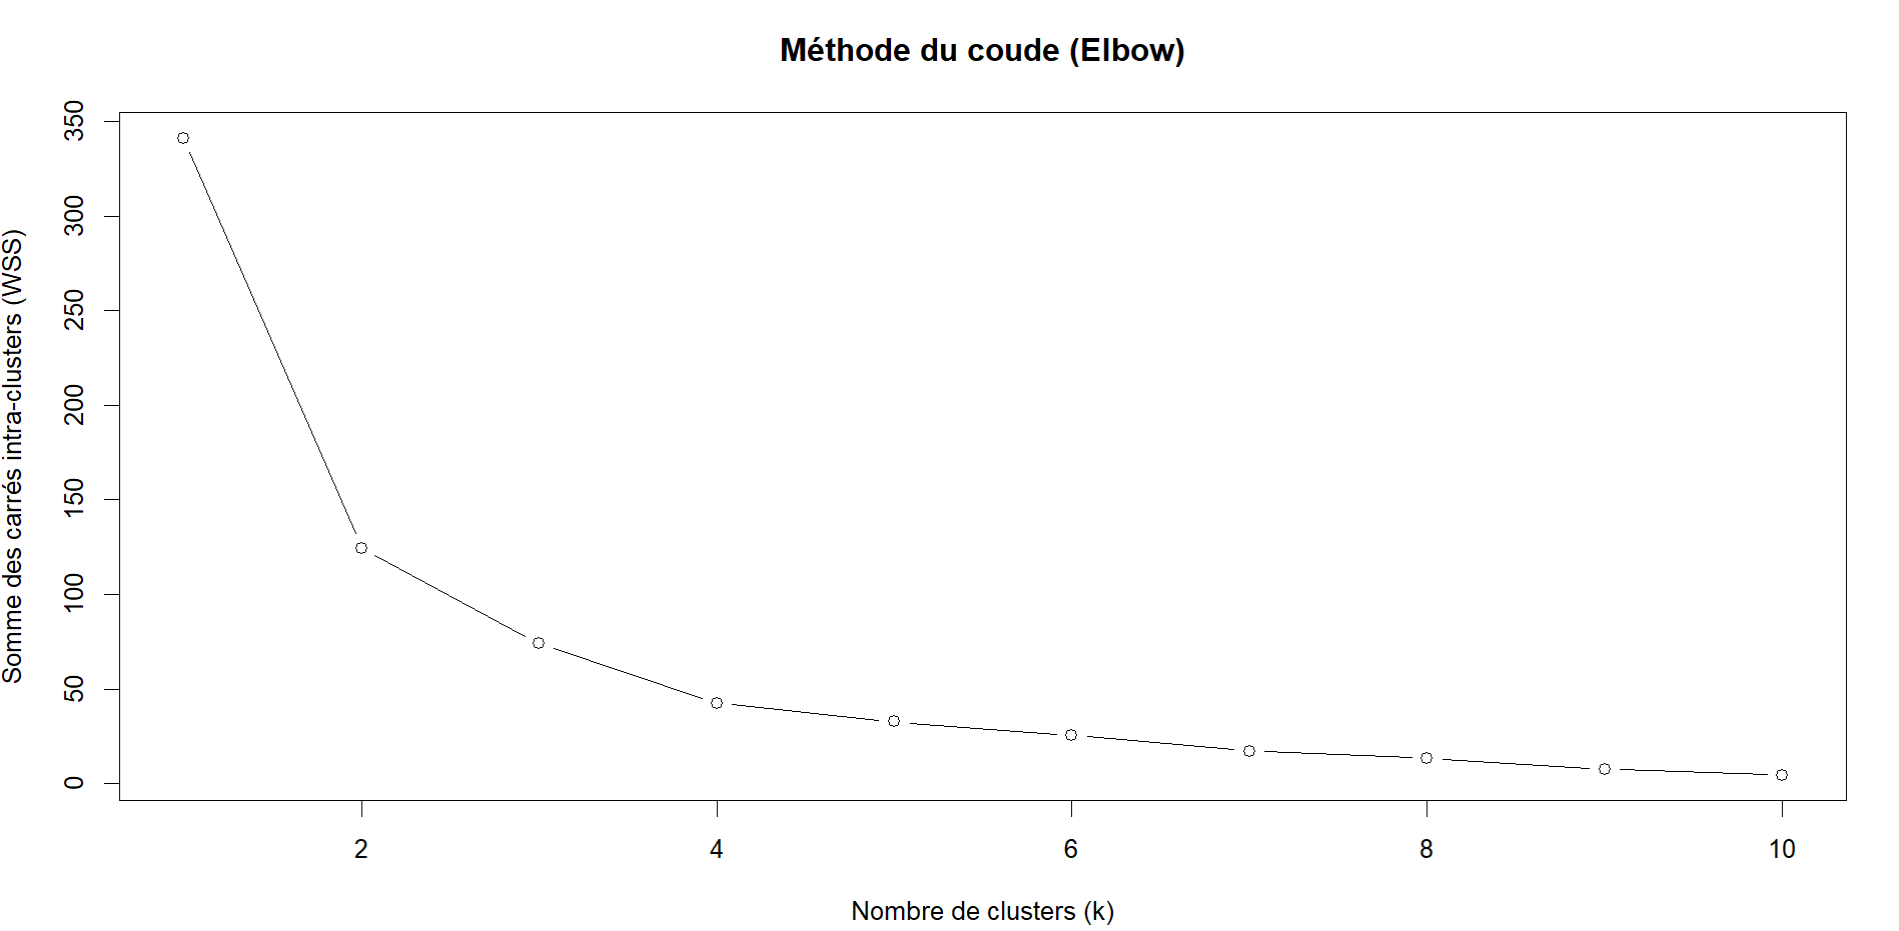 Méthode du coude (Elbow)
Somme des carrés intra-clusters (WSS)
350
300
250
200
150
100
50
0
2 4 6 8 10
Nombre de clusters (k)